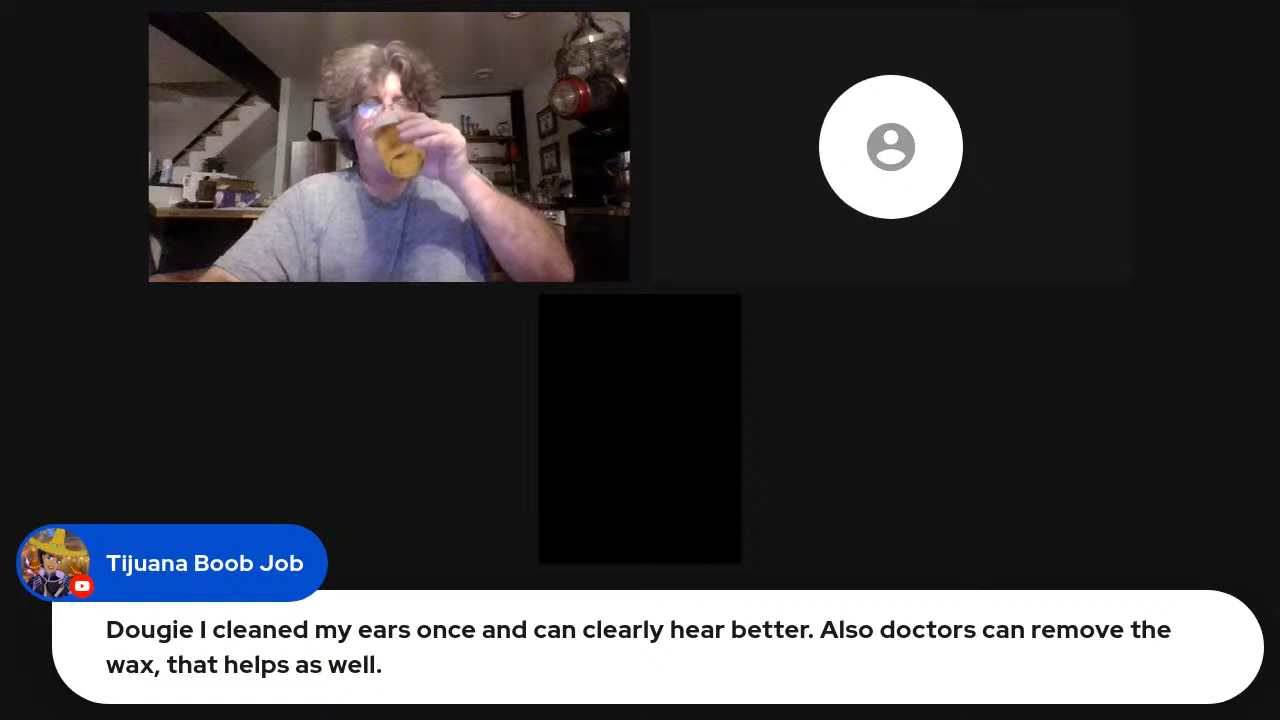 Tijuana Boob Job
Dougie I cleaned my ears once and can clearly hear better. Also doctors can remove the
wax, that helps as well.